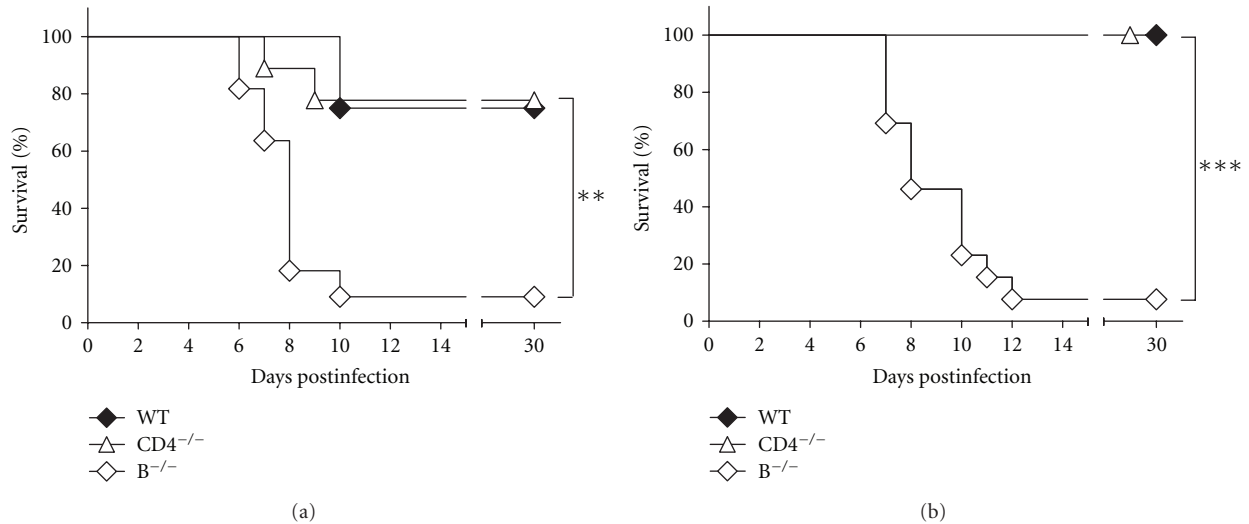 100
80
60
40
20
0
Survival (%)
0 2 4 6 8 10 12 14 30
Days postinfection
**
WT
CD4−/−
B−/−
(a)
100
80
60
40
20
0
Survival (%)
0 2 4 6 8 10 12 14 30
Days postinfection
***
WT
CD4−/−
B−/−
(b)